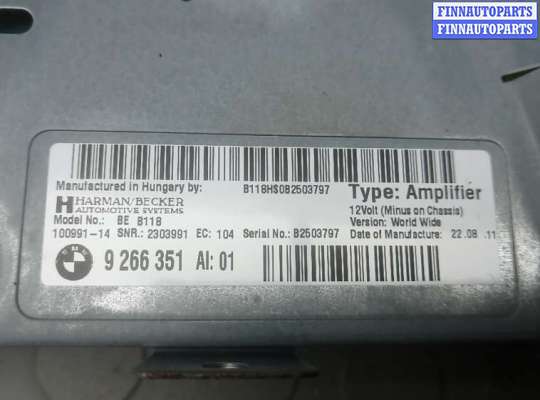 FINNAUTOPARTS
FINNAUTOPARTS
Manufactured in Hungary by: B118HS0B2503797 Type: Amplifier
HARMAN/BECKER
AUTOMOTIVE SYSTEMS
12Volt (Minus on Chassis)
Model No.: BE 8118 Version: World Wide
100991-14 SNR.: 2303991 EC: 104 Serial No.: B2503797 Date of Manufacture: 22.08.11
BMW 9 266 351 AI: 01